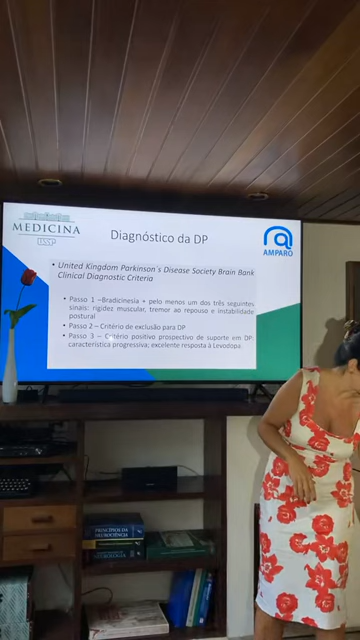 MEDICINA
USP
Diagnóstico da DP
AMPARO
• United Kingdom Parkinson´s Disease Society Brain Bank
Clinical Diagnostic Criteria
• Passo 1 –Bradicinesia + pelo menos um dos três seguintes
sinais: rigidez muscular, tremor ao repouso e instabilidade
postural
• Passo 2 – Critério de exclusão para DP
• Passo 3 – Critério positivo prospectivo de suporte em DP:
característica progressiva; excelente resposta à Levodopa
PRINCÍPIOS DA
NEUROCIÊNCIA